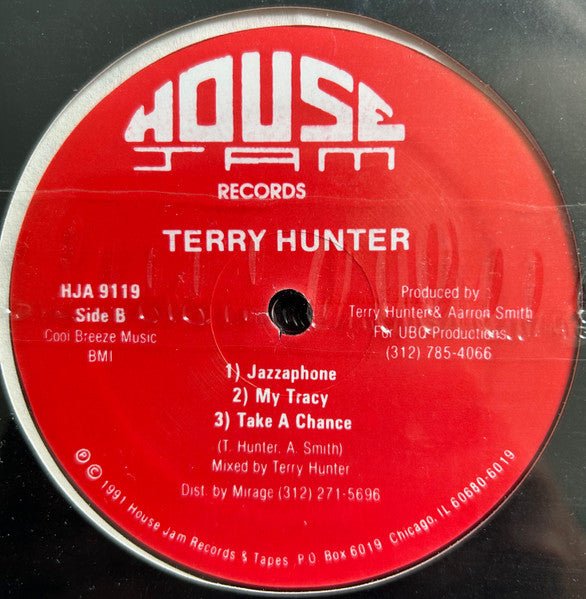 HOUSE
JAM
RECORDS
TERRY HUNTER
HJA 9119
Side B
Cool Breeze Music
BMI
Produced by
Terry Hunter & Aarron Smith
For UBQ Productions
(312) 785-4066
1) Jazzaphone
2) My Tracy
3) Take A Chance
(T. Hunter, A. Smith)
Mixed by Terry Hunter
Dist. by Mirage (312) 271-5696
℗ © 1991 House Jam Records & Tapes P.O. Box 6019 Chicago, IL 60680-6019